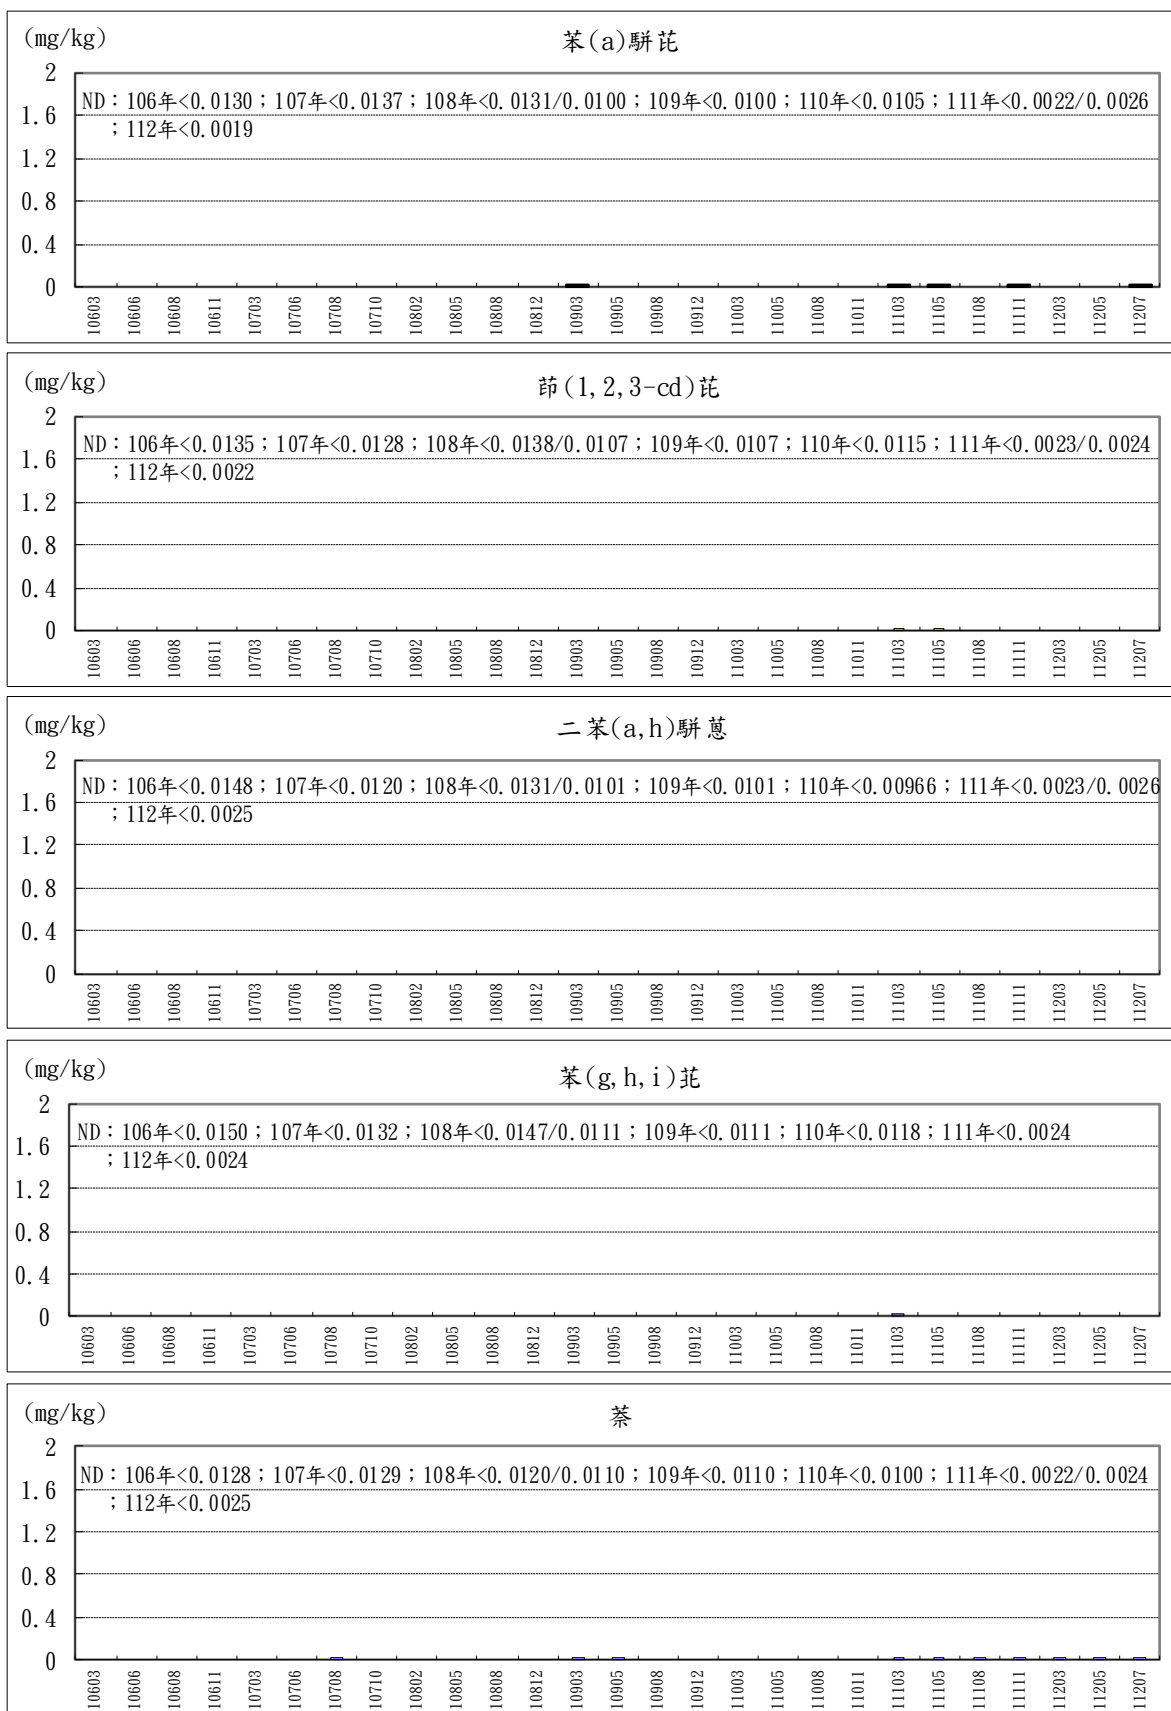 (mg/kg)
苯(a)駢芘
2
ND：106年<0.0130；107年<0.0137；108年<0.0131/0.0100；109年<0.0100；110年<0.0105；111年<0.0022/0.0026
1.6
；112年<0.0019
1.2
0.8
0.4
0
10603 10606 10608 10611 10703 10706 10708 10710 10802 10805 10808 10812 10903 10905 10908 10912 11003 11005 11008 11011 11103 11105 11108 11111 11203 11205 11207
(mg/kg)
茚(1,2,3-cd)芘
2
ND：106年<0.0135；107年<0.0128；108年<0.0138/0.0107；109年<0.0107；110年<0.0115；111年<0.0023/0.0024
1.6
；112年<0.0022
1.2
0.8
0.4
0
10603 10606 10608 10611 10703 10706 10708 10710 10802 10805 10808 10812 10903 10905 10908 10912 11003 11005 11008 11011 11103 11105 11108 11111 11203 11205 11207
(mg/kg)
二苯(a,h)駢蒽
2
ND：106年<0.0148；107年<0.0120；108年<0.0131/0.0101；109年<0.0101；110年<0.00966；111年<0.0023/0.0026
1.6
；112年<0.0025
1.2
0.8
0.4
0
10603 10606 10608 10611 10703 10706 10708 10710 10802 10805 10808 10812 10903 10905 10908 10912 11003 11005 11008 11011 11103 11105 11108 11111 11203 11205 11207
(mg/kg)
苯(g,h,i)苝
2
ND：106年<0.0150；107年<0.0132；108年<0.0147/0.0111；109年<0.0111；110年<0.0118；111年<0.0024
1.6
；112年<0.0024
1.2
0.8
0.4
0
10603 10606 10608 10611 10703 10706 10708 10710 10802 10805 10808 10812 10903 10905 10908 10912 11003 11005 11008 11011 11103 11105 11108 11111 11203 11205 11207
(mg/kg)
萘
2
ND：106年<0.0128；107年<0.0129；108年<0.0120/0.0110；109年<0.0110；110年<0.0100；111年<0.0022/0.0024
1.6
；112年<0.0025
1.2
0.8
0.4
0
10603 10606 10608 10611 10703 10706 10708 10710 10802 10805 10808 10812 10903 10905 10908 10912 11003 11005 11008 11011 11103 11105 11108 11111 11203 11205 11207